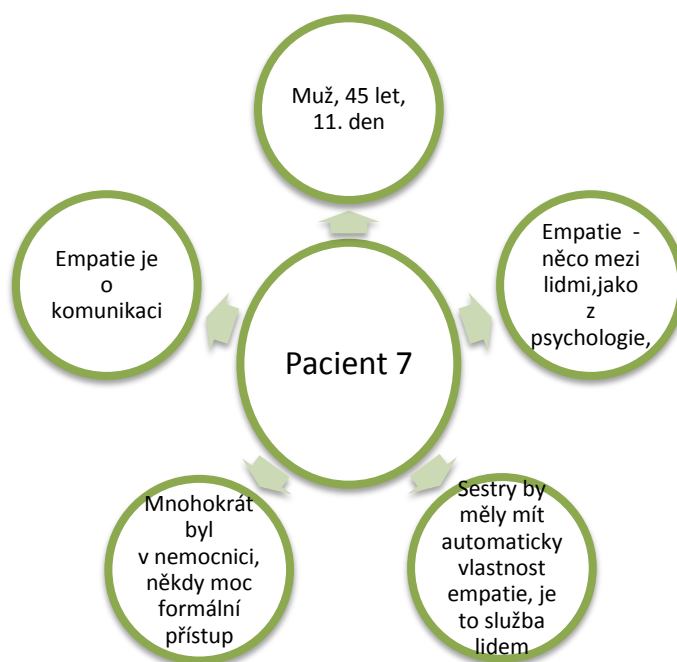 Muž, 45 let,
11. den
Empatie je
o
komunikaci
Empatie -
něco mezi
lidmi,jako
z
psychologie,
Pacient 7
Mnohokrát
byl
v nemocnici,
někdy moc
formální
přístup
Sestry by
měly mít
automaticky
vlastnost
empatie, je
to služba
lidem